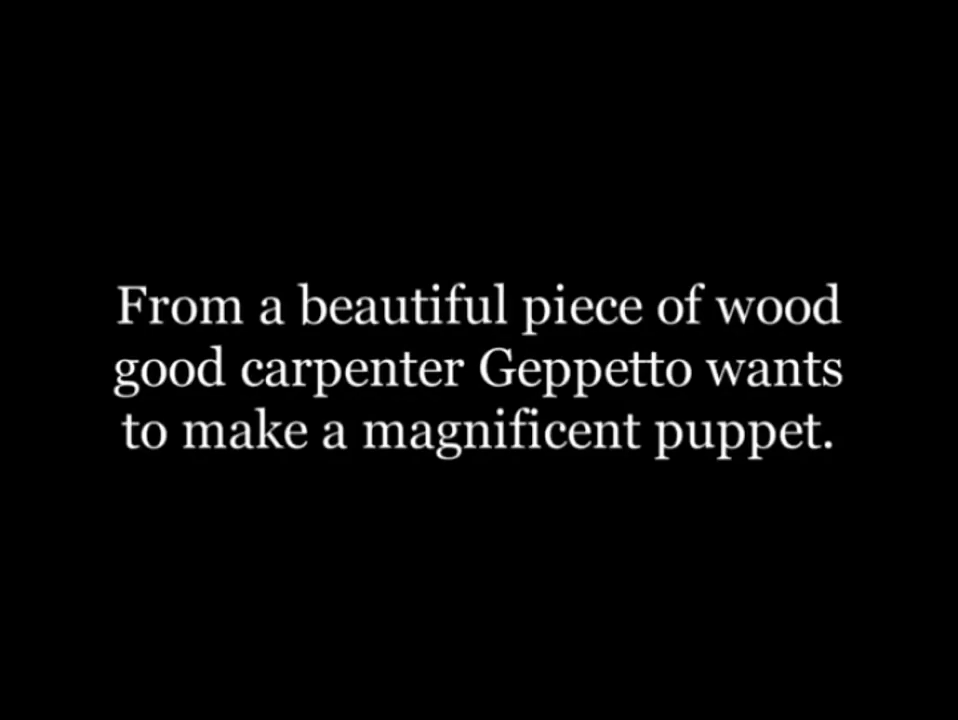 From a beautiful piece of wood
good carpenter Geppetto wants
to make a magnificent puppet.